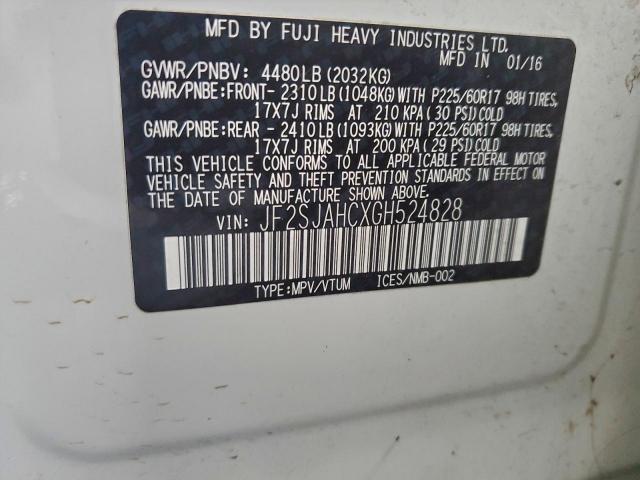 MFD BY FUJI HEAVY INDUSTRIES LTD.
MFD IN 01/16
GVWR/PNBV: 4480LB (2032KG)
GAWR/PNBE:FRONT- 2310LB (1048KG)WITH P225/60R17 98H TIRES,
17X7J RIMS AT 210 KPA ( 30 PSI)COLD
GAWR/PNBE:REAR - 2410LB (1093KG)WITH P225/60R17 98H TIRES,
17X7J RIMS AT 200 KPA ( 29 PSI)COLD
THIS VEHICLE CONFORMS TO ALL APPLICABLE FEDERAL MOTOR
VEHICLE SAFETY AND THEFT PREVENTION STANDARDS IN EFFECT ON
THE DATE OF MANUFACTURE SHOWN ABOVE.
VIN: JF2SJAHCXGH524828
TYPE:MPV/VTUM ICES/NMB-002